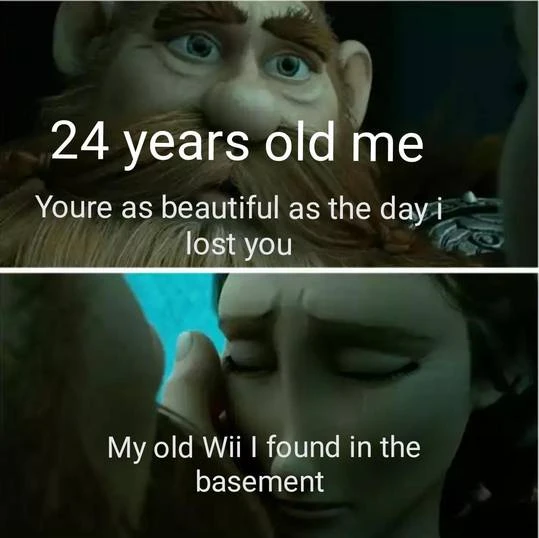 24 years old me
Youre as beautiful as the day i
lost you
My old Wii I found in the
basement